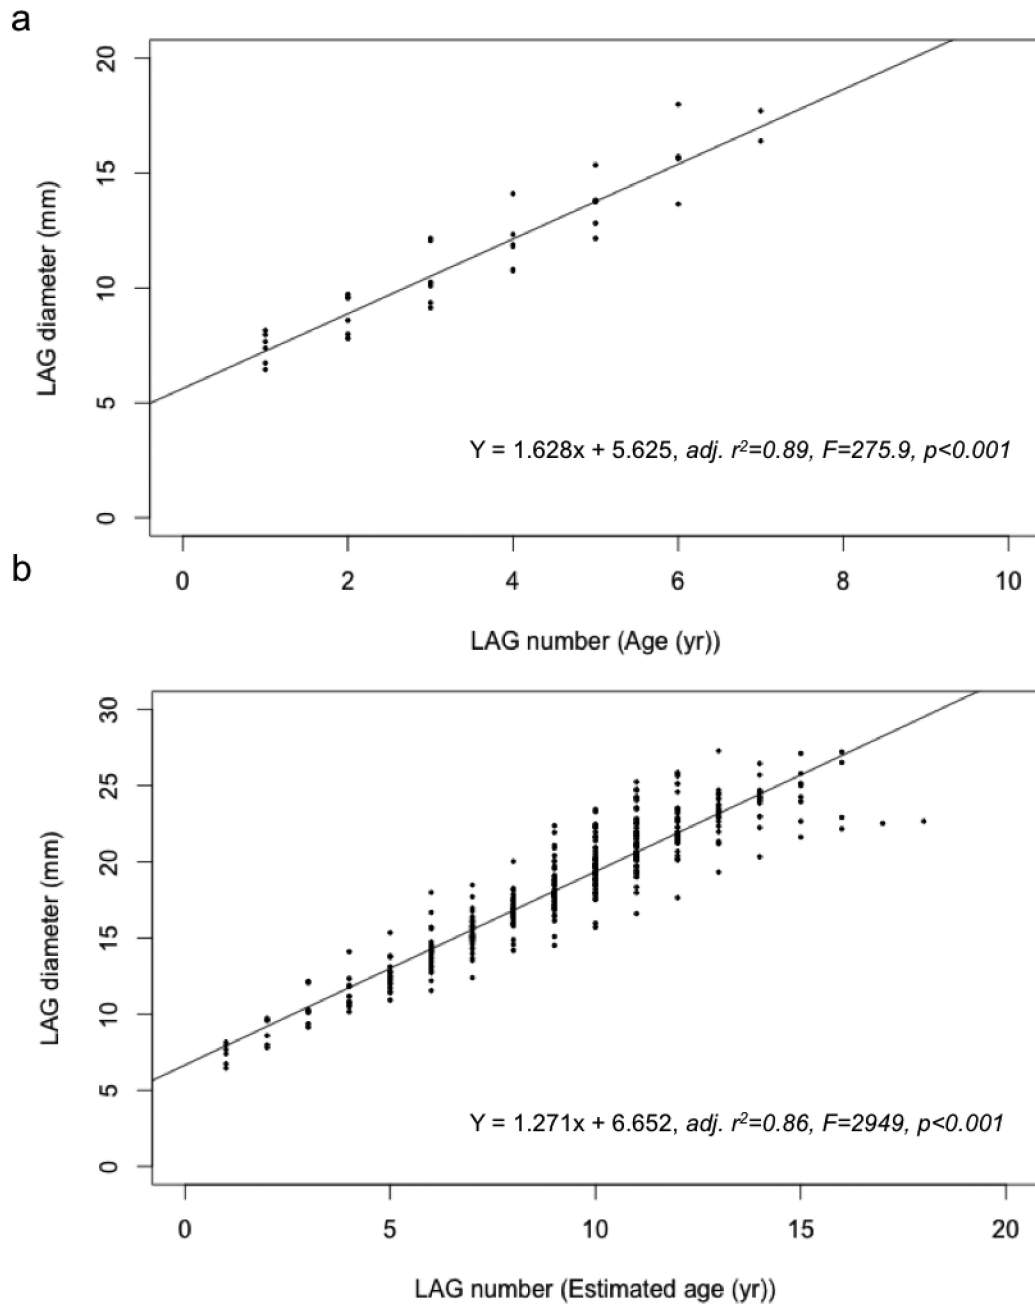 a
20
15
10
5
0
LAG diameter (mm)
Y = 1.628x + 5.625, adj. r²=0.89, F=275.9, p<0.001
0 2 4 6 8 10
LAG number (Age (yr))
b
30
25
20
15
10
5
0
LAG diameter (mm)
Y = 1.271x + 6.652, adj. r²=0.86, F=2949, p<0.001
0 5 10 15 20
LAG number (Estimated age (yr))